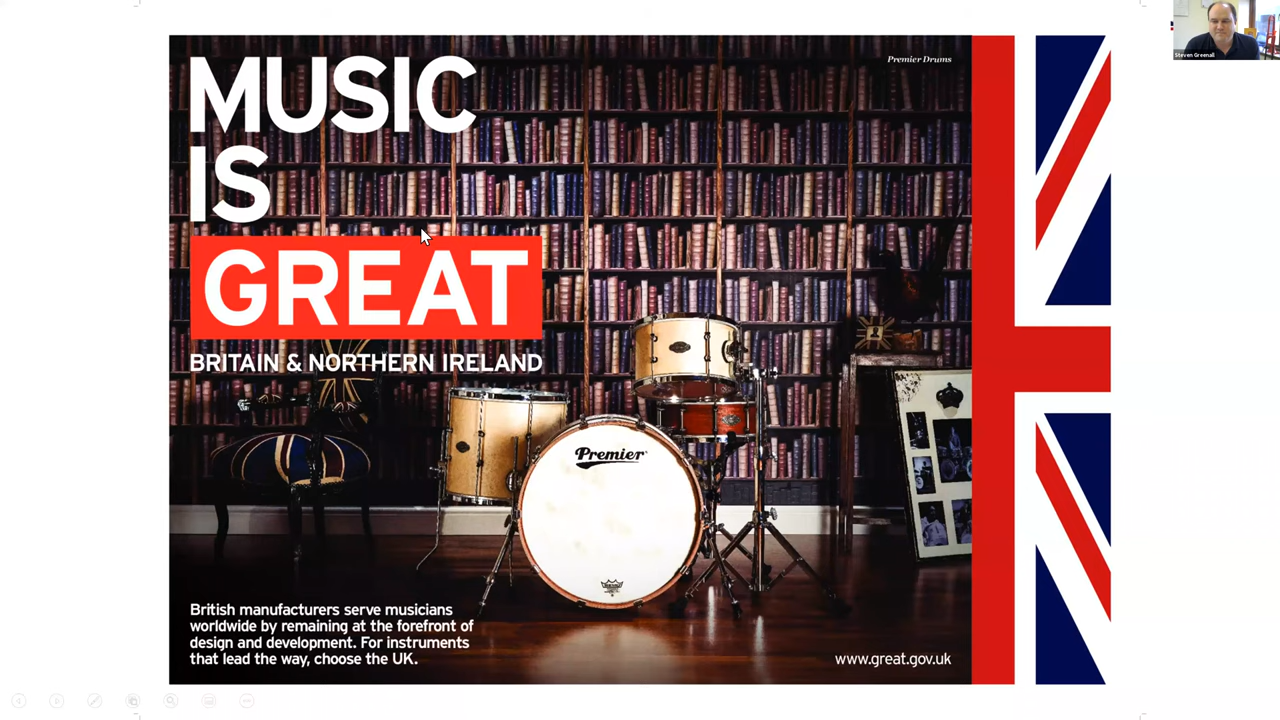 MUSIC
IS
GREAT
BRITAIN & NORTHERN IRELAND
Premier Drums
Premier
REMO
British manufacturers serve musicians
worldwide by remaining at the forefront of
design and development. For instruments
that lead the way, choose the UK.
www.great.gov.uk
Steven Greenall